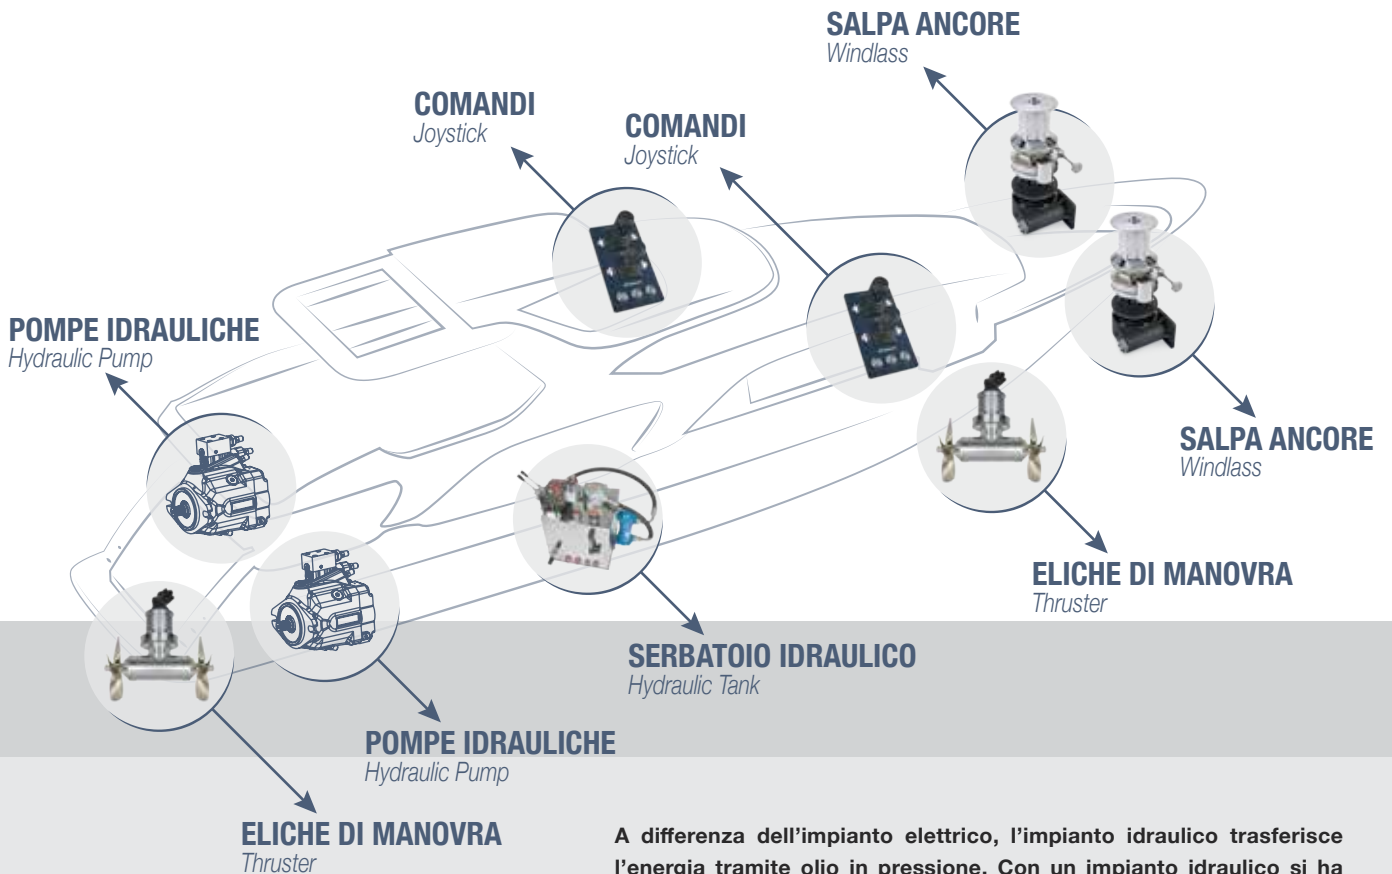 SALPA ANCORE
Windlass
COMANDI
Joystick
COMANDI
Joystick
POMPE IDRAULICHE
Hydraulic Pump
SALPA ANCORE
Windlass
ELICHE DI MANOVRA
Thruster
SERBATOIO IDRAULICO
Hydraulic Tank
POMPE IDRAULICHE
Hydraulic Pump
ELICHE DI MANOVRA
Thruster
A differenza dell’impianto elettrico, l’impianto idraulico trasferisce
l’energia tramite olio in pressione. Con un impianto idraulico si ha